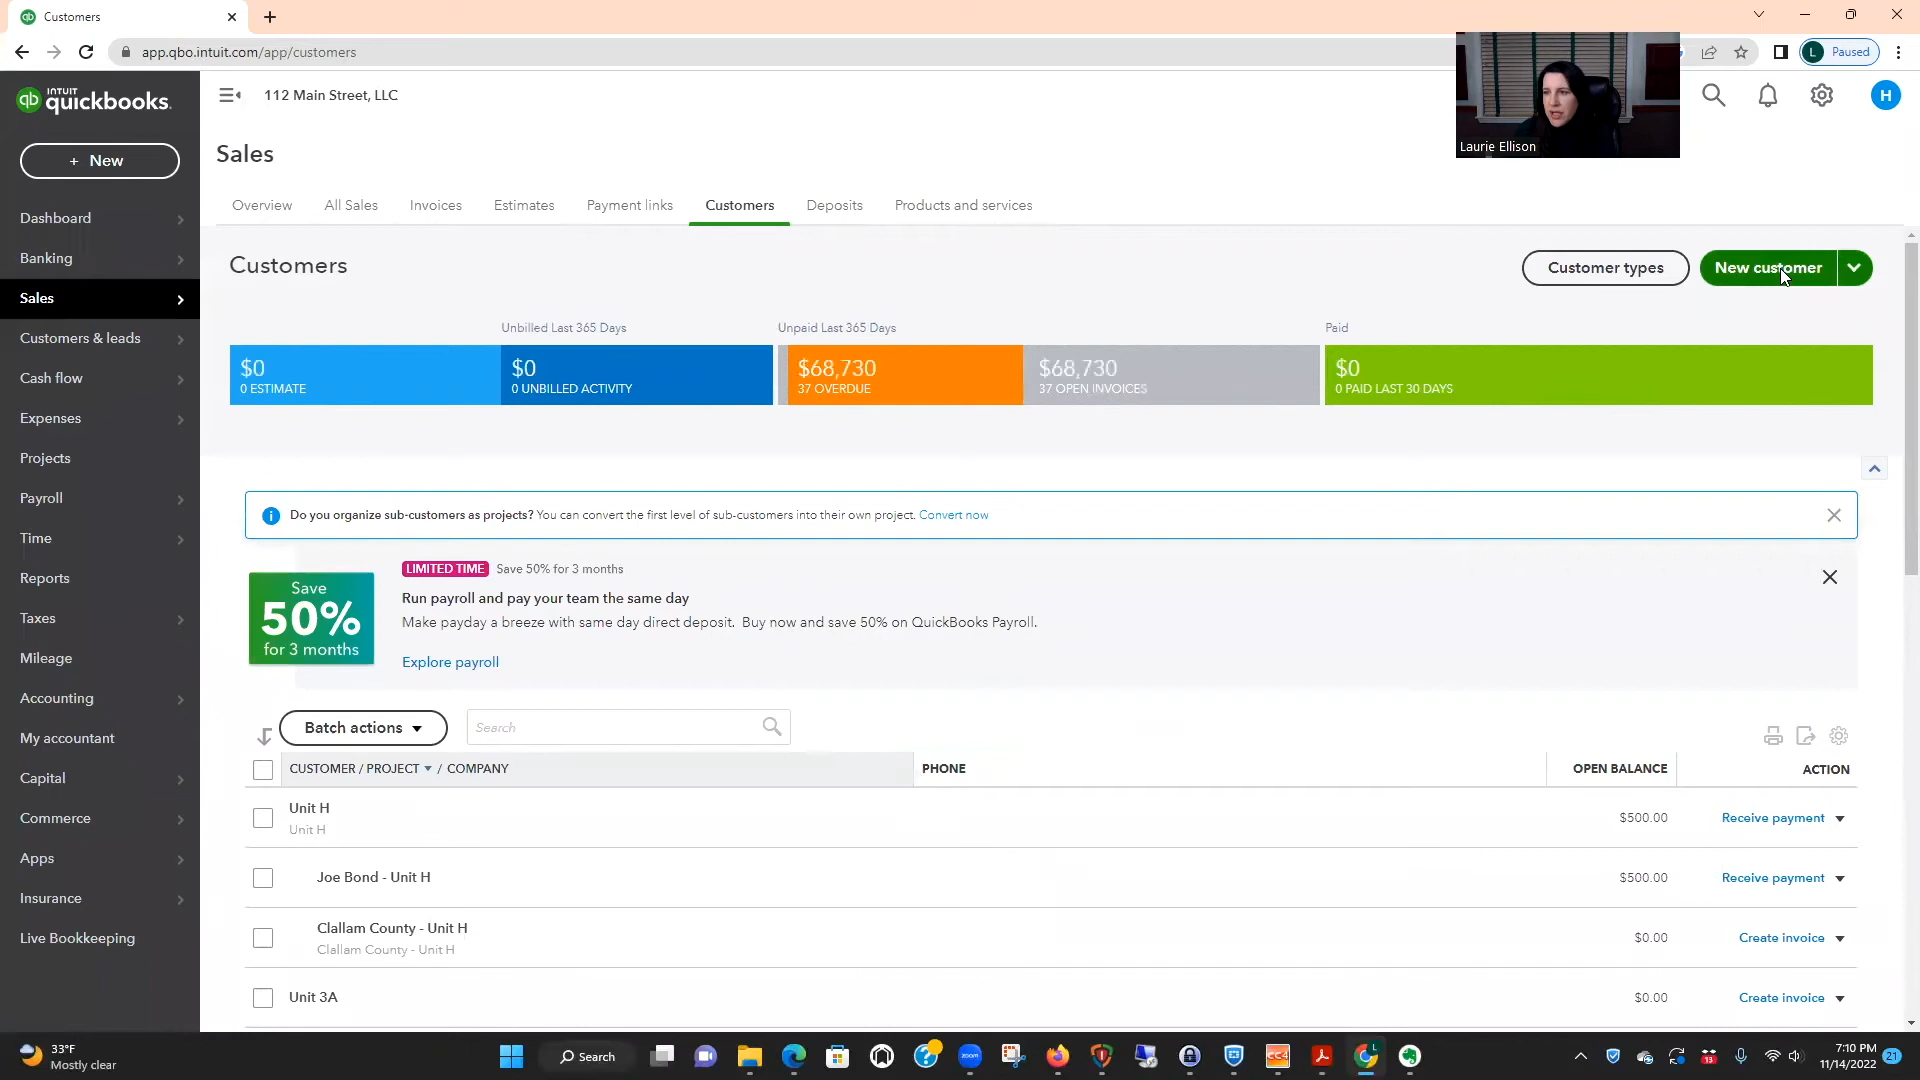 Customers
app.qbo.intuit.com/app/customers
L Paused
Laurie Ellison
INTUIT
quickbooks.
112 Main Street, LLC
H
+ New
Dashboard
Banking
Sales
Customers & leads
Cash flow
Expenses
Projects
Payroll
Time
Reports
Taxes
Mileage
Accounting
My accountant
Capital
Commerce
Apps
Insurance
Live Bookkeeping
Sales
Overview All Sales Invoices Estimates Payment links Customers Deposits Products and services
Customers
Customer types New customer
Unbilled Last 365 Days Unpaid Last 365 Days Paid
$0 $0 $68,730 $68,730 $0
0 ESTIMATE 0 UNBILLED ACTIVITY 37 OVERDUE 37 OPEN INVOICES 0 PAID LAST 30 DAYS
Do you organize sub-customers as projects? You can convert the first level of sub-customers into their own project. Convert now
Save
50%
for 3 months
LIMITED TIME Save 50% for 3 months
Run payroll and pay your team the same day
Make payday a breeze with same day direct deposit. Buy now and save 50% on QuickBooks Payroll.
Explore payroll
Batch actions Search
CUSTOMER / PROJECT / COMPANY PHONE OPEN BALANCE ACTION
Unit H $500.00 Receive payment
Unit H
Joe Bond - Unit H $500.00 Receive payment
Clallam County - Unit H $0.00 Create invoice
Clallam County - Unit H
Unit 3A $0.00 Create invoice
33°F
Mostly clear
Search
zoom
CC4
L
13
7:10 PM
11/14/2022
21